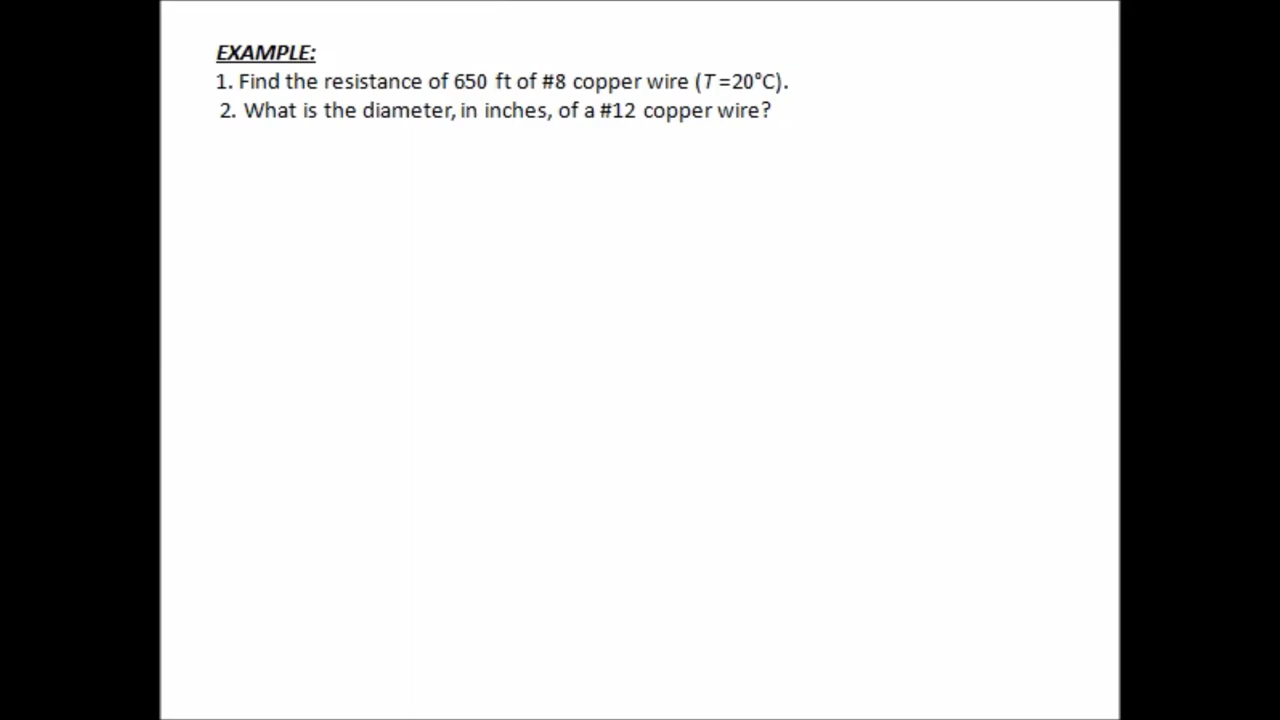 EXAMPLE:
1. Find the resistance of 650 ft of #8 copper wire (T=20°C).
2. What is the diameter, in inches, of a #12 copper wire?